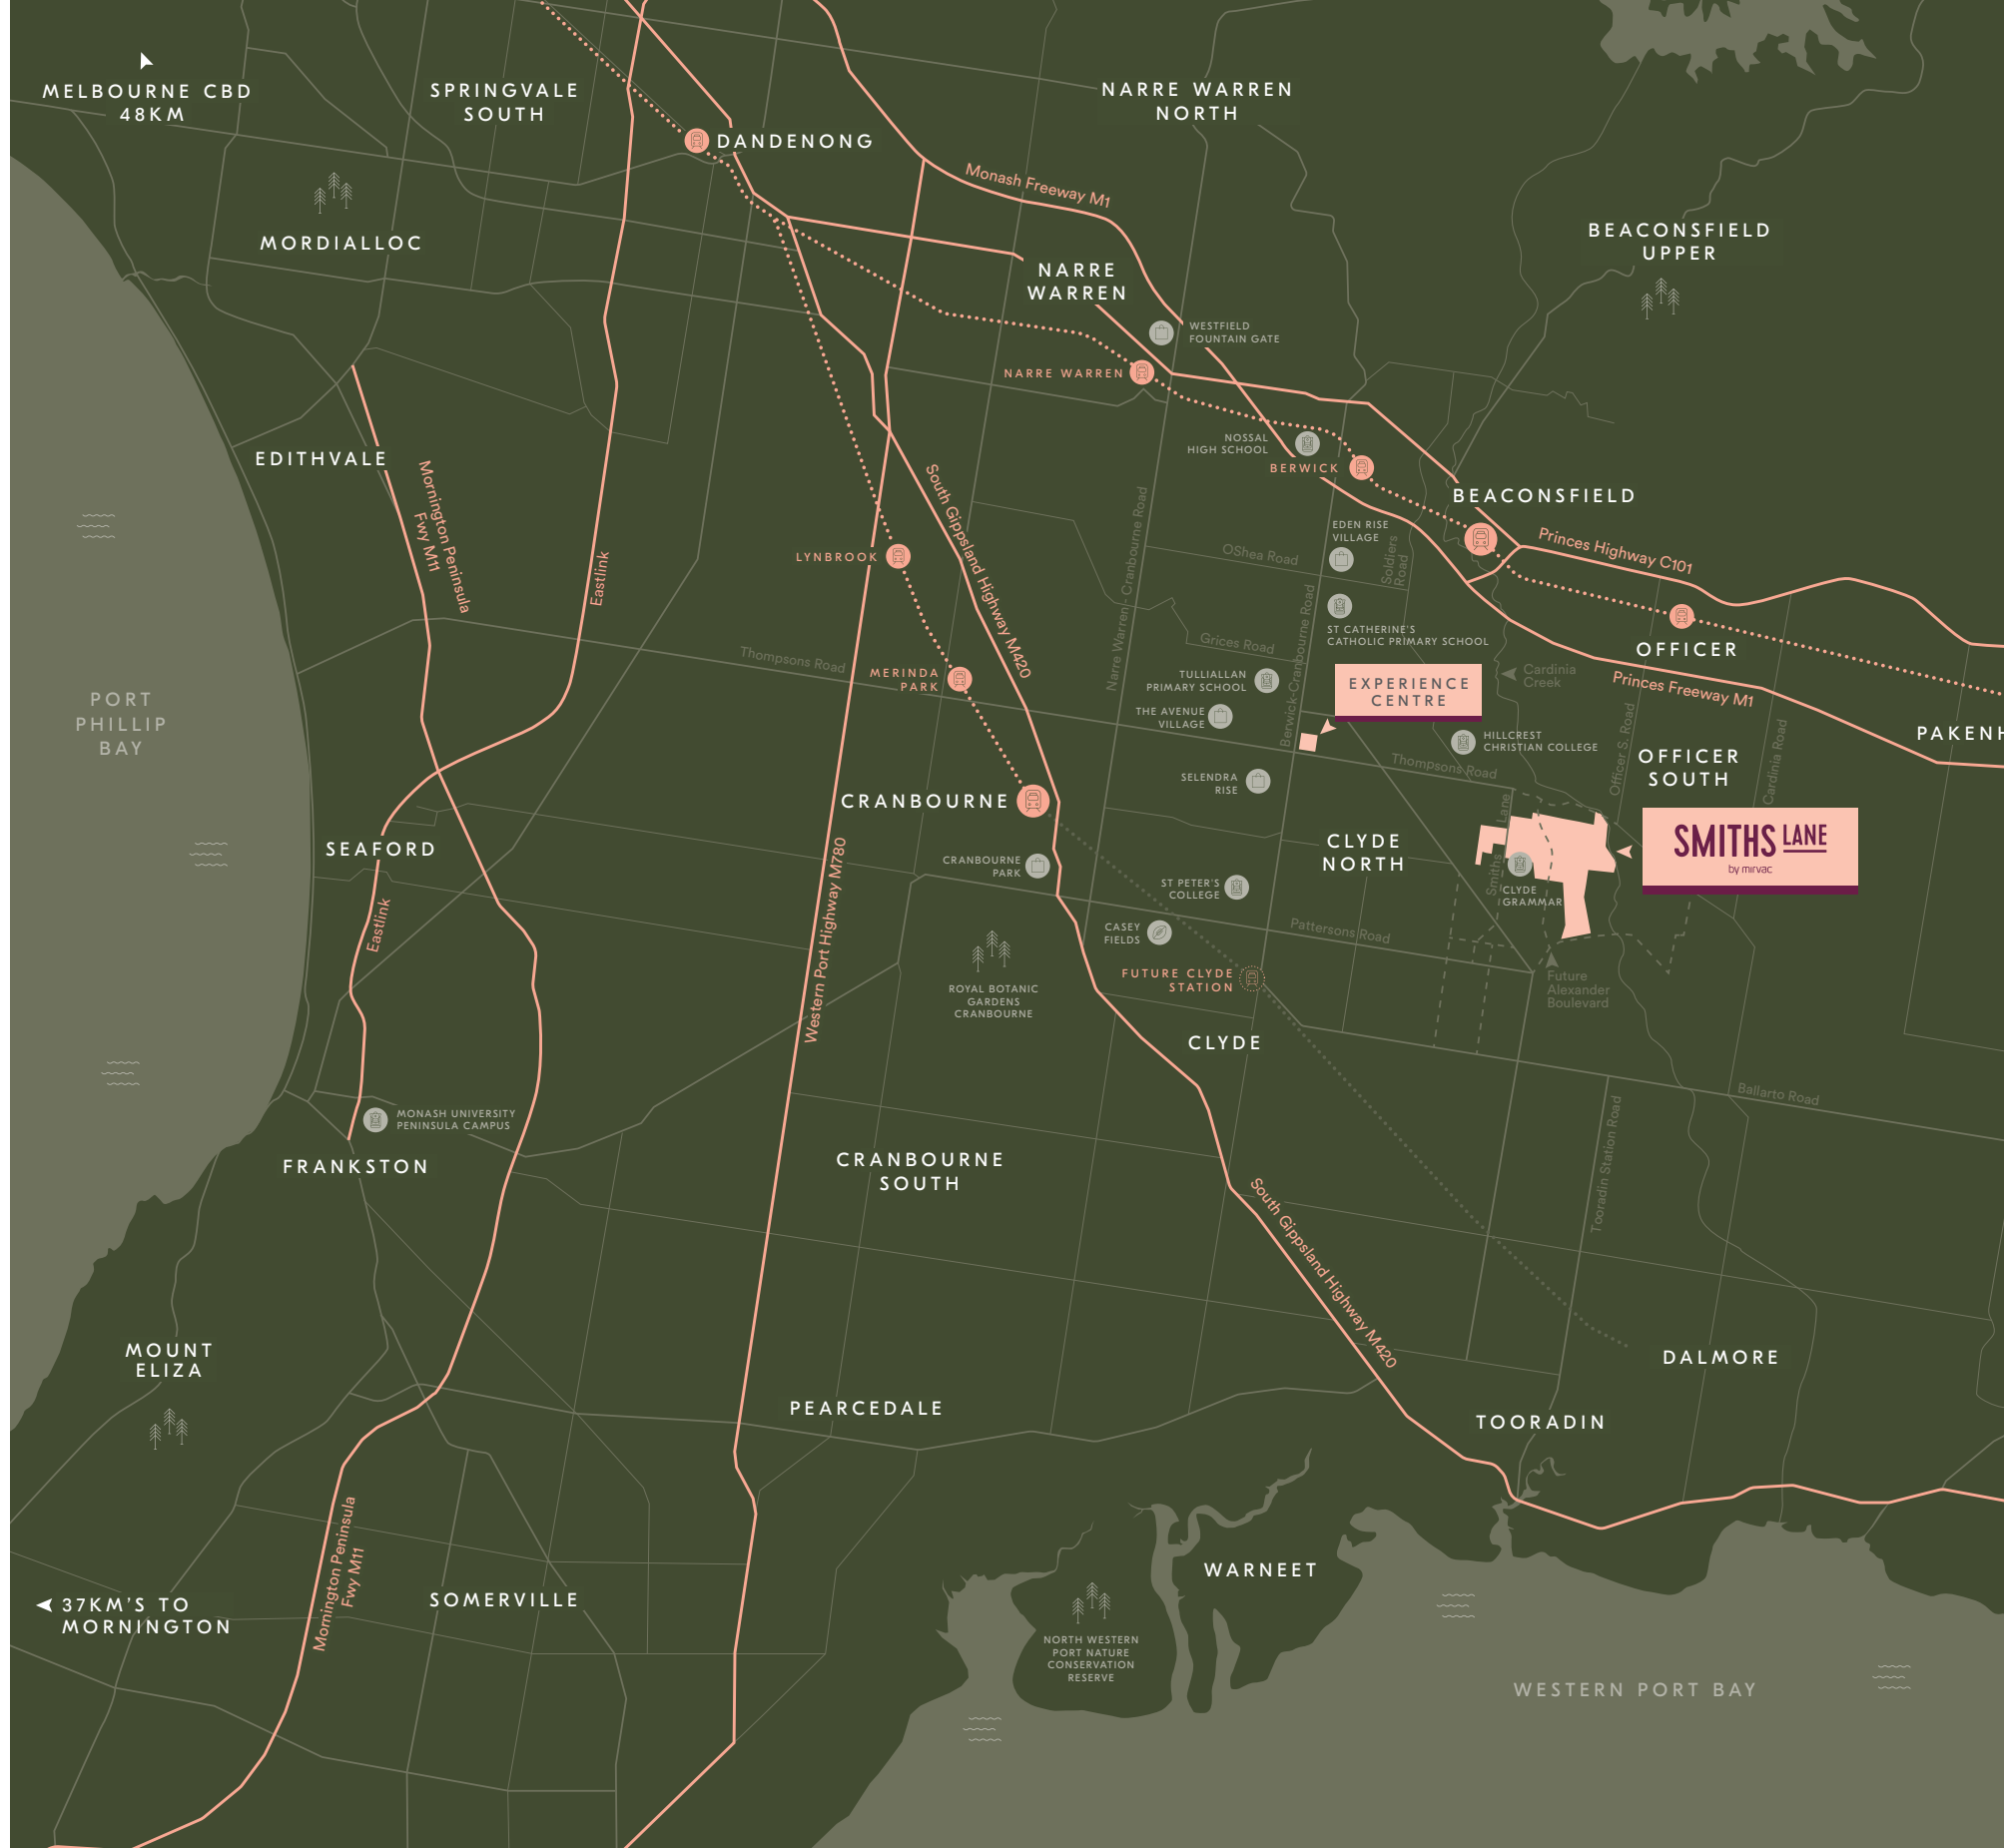 MELBOURNE CBD
48KM
SPRINGVALE
SOUTH
NARRE WARREN
NORTH
DANDENONG
Monash Freeway M1
MORDIALLOC
BEACONSFIELD
UPPER
NARRE
WARREN
WESTFIELD
FOUNTAIN GATE
NARRE WARREN
NOSSAL
HIGH SCHOOL
BERWICK
EDITHVALE
Mornington Peninsula
Fwy M11
South Gippsland Highway M420
BEACONSFIELD
Narre Warren - Cranbourne Road
EDEN RISE
VILLAGE
OShea Road
Soldiers
Road
Princes Highway C101
LYNBROOK
Eastlink
Berwick-Cranbourne Road
ST CATHERINE'S
CATHOLIC PRIMARY SCHOOL
Grices Road
OFFICER
Thompsons Road
MERINDA
PARK
TULLIALLAN
PRIMARY SCHOOL
EXPERIENCE
CENTRE
Cardinia
Creek
Princes Freeway M1
PORT
PHILLIP
BAY
THE AVENUE
VILLAGE
HILLCREST
CHRISTIAN COLLEGE
Officer S. Road
PAKENH
OFFICER
SOUTH
Cardinia Road
Thompsons Road
SELENDRA
RISE
CRANBOURNE
SEAFORD
CLYDE
NORTH
Smiths Lane
SMITHS LANE
by mirvac
CRANBOURNE
PARK
Western Port Highway M780
ST PETER'S
COLLEGE
CLYDE
GRAMMAR
Eastlink
CASEY
FIELDS
Pattersons Road
FUTURE CLYDE
STATION
Future
Alexander
Boulevard
ROYAL BOTANIC
GARDENS
CRANBOURNE
CLYDE
Ballarto Road
MONASH UNIVERSITY
PENINSULA CAMPUS
FRANKSTON
Tooradin Station Road
CRANBOURNE
SOUTH
South Gippsland Highway M420
MOUNT
ELIZA
DALMORE
PEARCEDALE
TOORADIN
Mornington Peninsula
Fwy M11
WARNEET
37KM'S TO
MORNINGTON
SOMERVILLE
NORTH WESTERN
PORT NATURE
CONSERVATION
RESERVE
WESTERN PORT BAY